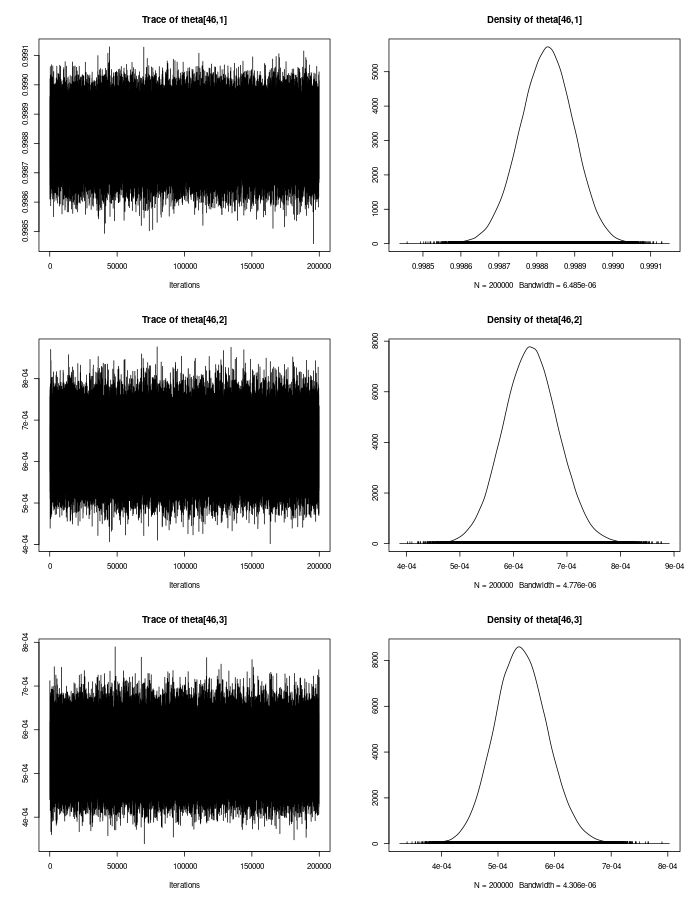 Trace of theta[46,1]
0.9985 0.9986 0.9987 0.9988 0.9989 0.9990 0.9991
0 50000 100000 150000 200000
Iterations
Density of theta[46,1]
0 1000 2000 3000 4000 5000
0.9985 0.9986 0.9987 0.9988 0.9989 0.9990 0.9991
N = 200000 Bandwidth = 6.485e-06
Trace of theta[46,2]
4e-04 5e-04 6e-04 7e-04 8e-04
0 50000 100000 150000 200000
Iterations
Density of theta[46,2]
0 2000 4000 6000 8000
4e-04 5e-04 6e-04 7e-04 8e-04 9e-04
N = 200000 Bandwidth = 4.776e-06
Trace of theta[46,3]
4e-04 5e-04 6e-04 7e-04 8e-04
0 50000 100000 150000 200000
Iterations
Density of theta[46,3]
0 2000 4000 6000 8000
4e-04 5e-04 6e-04 7e-04 8e-04
N = 200000 Bandwidth = 4.306e-06